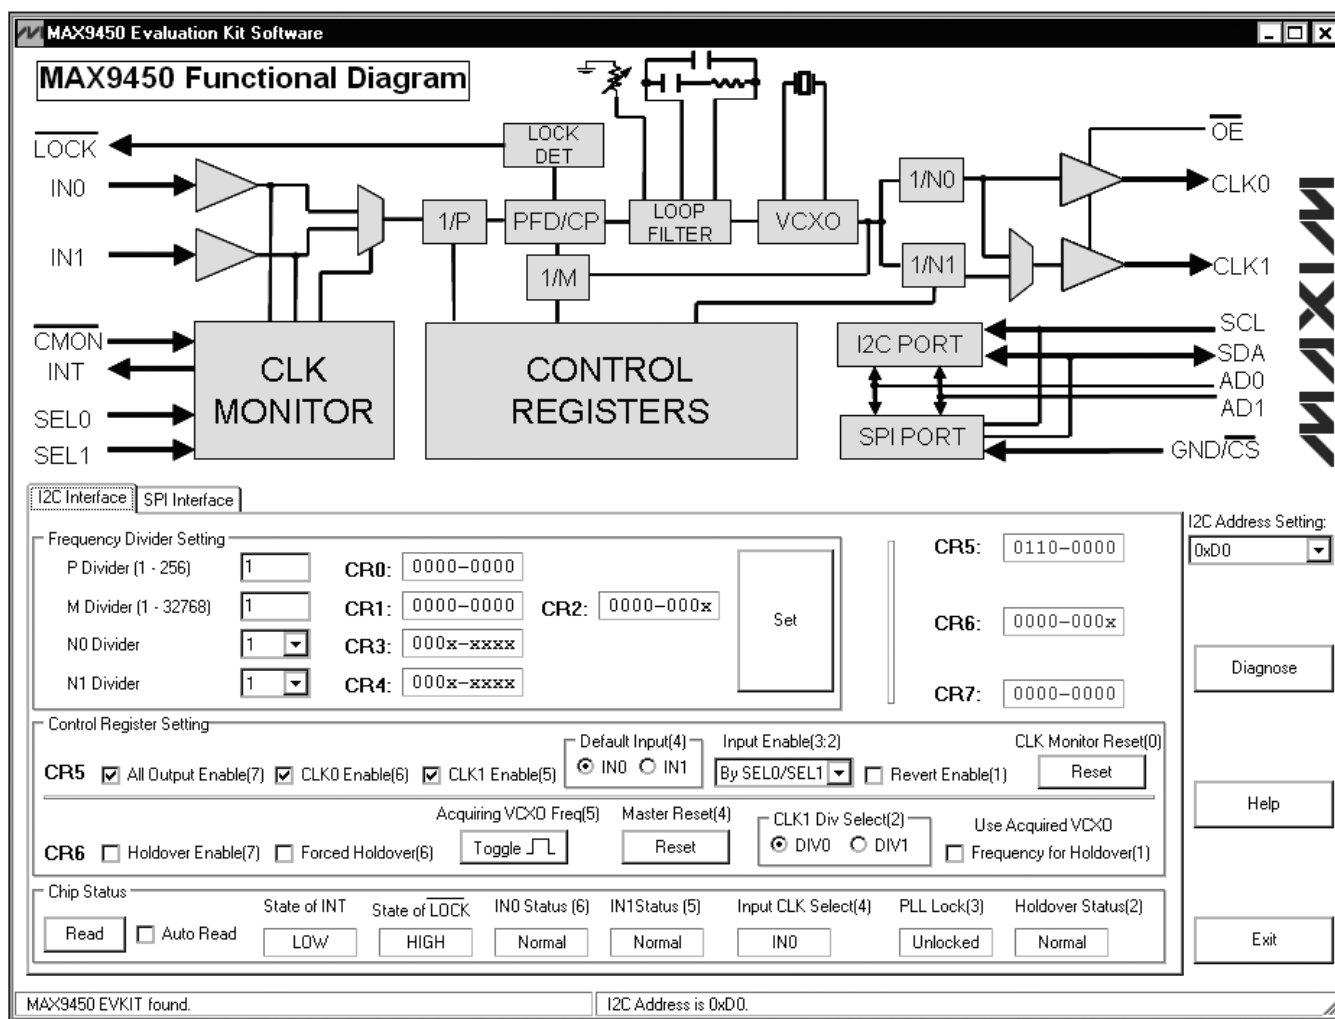 MAX9450 Evaluation Kit Software
MAX9450 Functional Diagram
LOCK
IN0
IN1
CMON
INT
SEL0
SEL1
LOCK
DET
1/P
PFD/CP
1/M
LOOP
FILTER
VCXO
1/N0
1/N1
OE
CLK0
CLK1
CLK
MONITOR
CONTROL
REGISTERS
I2C PORT
SPI PORT
SCL
SDA
AD0
AD1
GND/CS
MAXIM
I2C Interface SPI Interface
I2C Address Setting:
0xD0
Frequency Divider Setting
P Divider (1 - 256) 1 CR0: 0000-0000
M Divider (1 - 32768) 1 CR1: 0000-0000 CR2: 0000-000x
N0 Divider 1 CR3: 000x-xxxx
N1 Divider 1 CR4: 000x-xxxx
Set
CR5: 0110-0000
CR6: 0000-000x
CR7: 0000-0000
Diagnose
Help
Exit
Control Register Setting
Default Input(4) Input Enable(3:2) CLK Monitor Reset(0)
CR5 All Output Enable(7) CLK0 Enable(6) CLK1 Enable(5) IN0 IN1 By SEL0/SEL1 Revert Enable(1) Reset
Acquiring VCXO Freq(5) Master Reset(4) CLK1 Div Select(2) Use Acquired VCXO
CR6 Holdover Enable(7) Forced Holdover(6) Toggle Reset DIV0 DIV1 Frequency for Holdover(1)
Chip Status
State of INT State of LOCK IN0 Status (6) IN1Status (5) Input CLK Select(4) PLL Lock(3) Holdover Status(2)
Read Auto Read LOW HIGH Normal Normal IN0 Unlocked Normal
MAX9450 EVKIT found. I2C Address is 0xD0.